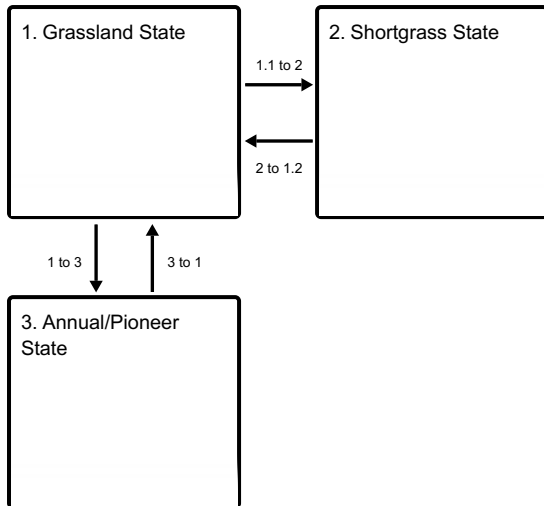 1. Grassland State
2. Shortgrass State
1.1 to 2
2 to 1.2
1 to 3
3 to 1
3. Annual/Pioneer
State